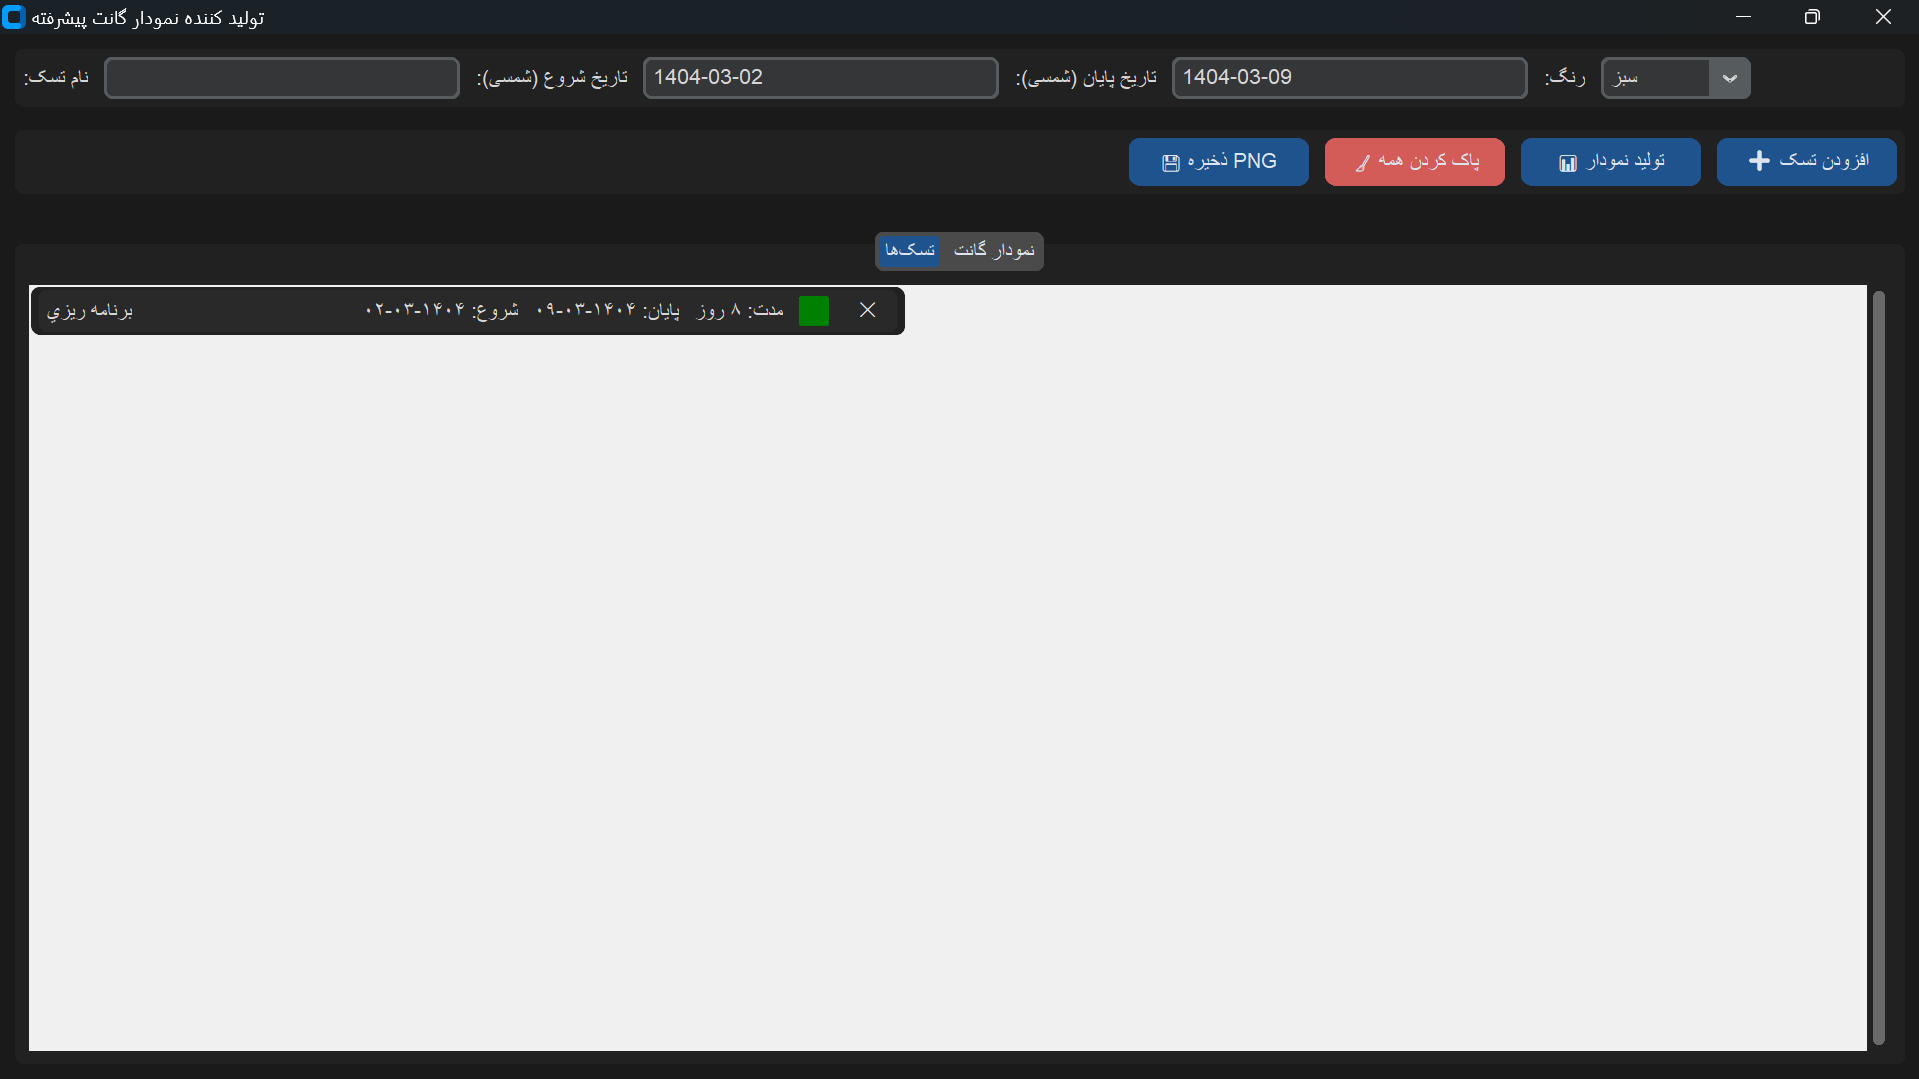 تولید کننده نمودار گانت پیشرفته
نام تسک:
تاریخ شروع (شمسی): 1404-03-02
تاریخ پایان (شمسی): 1404-03-09
رنگ: سبز
افزودن تسک
تولید نمودار
پاک کردن همه
ذخیره PNG
تسک‌ها
نمودار گانت
برنامه ريزي
شروع: ۱۴۰۴-۰۳-۰۲
پایان: ۱۴۰۴-۰۳-۰۹
مدت: ۸ روز